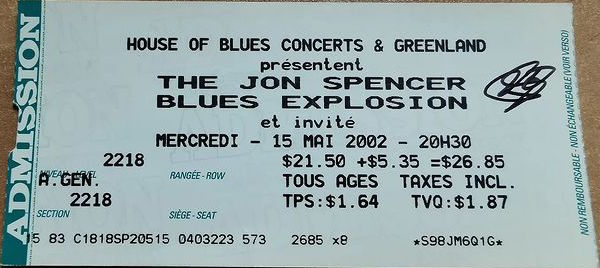 ADMISSION
HOUSE OF BLUES CONCERTS & GREENLAND
présentent
THE JON SPENCER
BLUES EXPLOSION
et invité
MERCREDI - 15 MAI 2002 - 20H30
2218 $21.50 +$5.35 =$26.85
NIVEAU - LEVEL RANGÉE - ROW
A.GEN. TOUS AGES TAXES INCL.
2218 TPS:$1.64 TVQ:$1.87
SECTION SIÈGE - SEAT
15 83 C1818SP20515 0403223 573 2685 x8 *S98JM6Q1G*
NON REMBOURSABLE - NON ÉCHANGEABLE (VOIR VERSO)